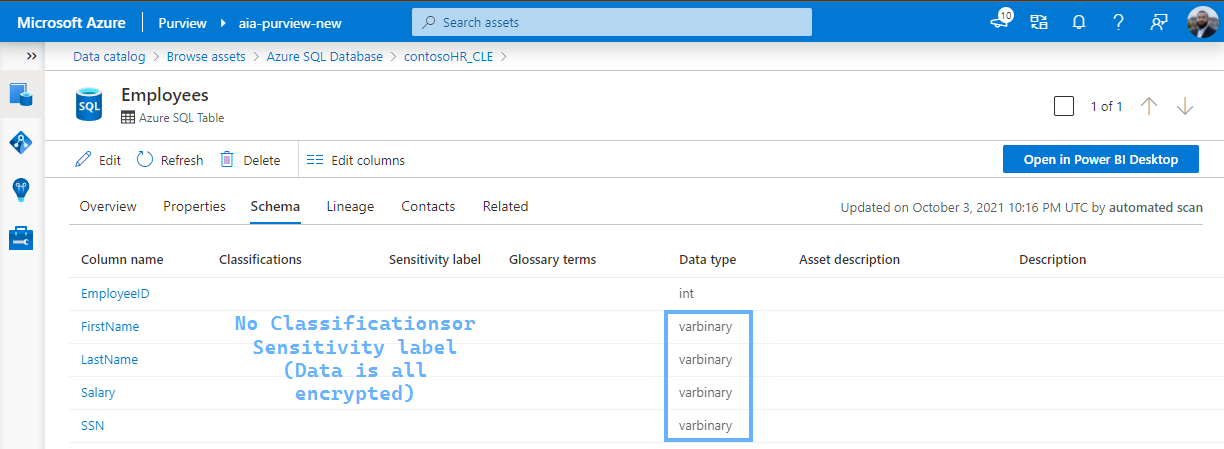 Microsoft Azure Purview aia-purview-new Search assets 10
Data catalog Browse assets Azure SQL Database contosoHR_CLE
SQL
Employees
Azure SQL Table
1 of 1
Edit Refresh Delete Edit columns Open in Power BI Desktop
Overview Properties Schema Lineage Contacts Related
Updated on October 3, 2021 10:16 PM UTC by automated scan
Column name Classifications Sensitivity label Glossary terms Data type Asset description Description
EmployeeID int
FirstName varbinary
LastName varbinary
Salary varbinary
SSN varbinary
No Classificationsor
Sensitivity label
(Data is all
encrypted)